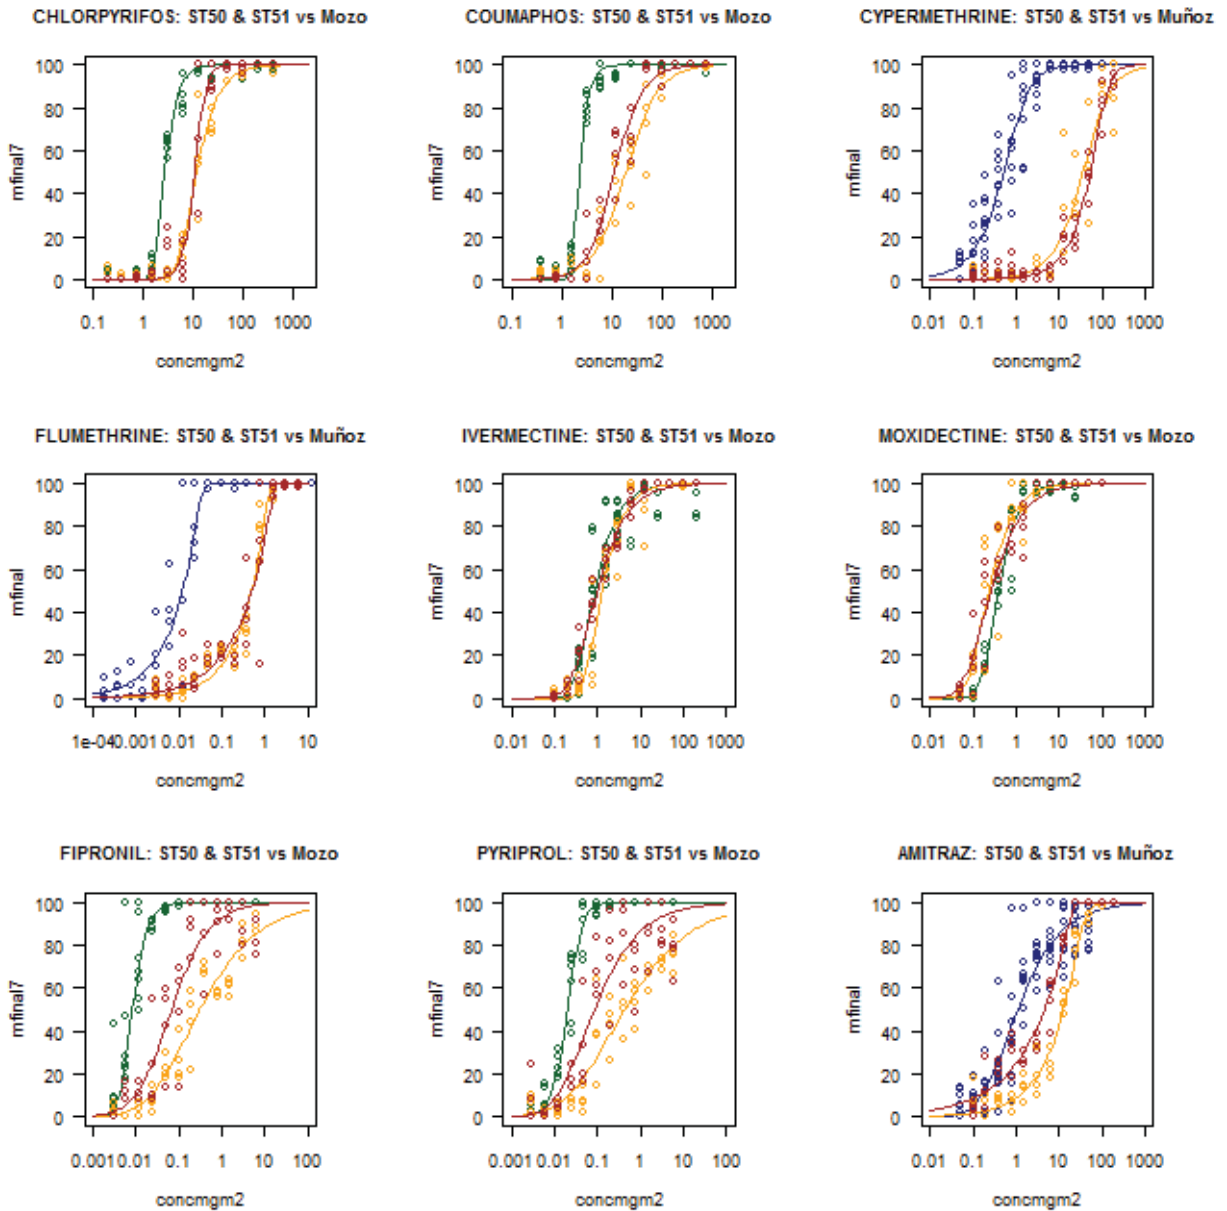 CHLORPYRIFOS: ST50 & ST51 vs Mozo
mfinal7
100
80
60
40
20
0
0.1 1 10 100 1000
concmgm2
COUMAPHOS: ST50 & ST51 vs Mozo
mfinal7
100
80
60
40
20
0
0.1 1 10 100 1000
concmgm2
CYPERMETHRINE: ST50 & ST51 vs Muñoz
mfinal7
100
80
60
40
20
0
0.01 0.1 1 10 100 1000
concmgm2
FLUMETHRINE: ST50 & ST51 vs Muñoz
mfinal
100
80
60
40
20
0
1e-04 0.001 0.01 0.1 1 10
concmgm2
IVERMECTINE: ST50 & ST51 vs Mozo
mfinal7
100
80
60
40
20
0
0.01 0.1 1 10 100 1000
concmgm2
MOXIDECTINE: ST50 & ST51 vs Mozo
mfinal7
100
80
60
40
20
0
0.01 0.1 1 10 100 1000
concmgm2
FIPRONIL: ST50 & ST51 vs Mozo
mfinal7
100
80
60
40
20
0
0.001 0.01 0.1 1 10 100
concmgm2
PYRIPROL: ST50 & ST51 vs Mozo
mfinal7
100
80
60
40
20
0
0.001 0.01 0.1 1 10 100
concmgm2
AMITRAZ: ST50 & ST51 vs Muñoz
mfinal
100
80
60
40
20
0
0.01 0.1 1 10 100 1000
concmgm2